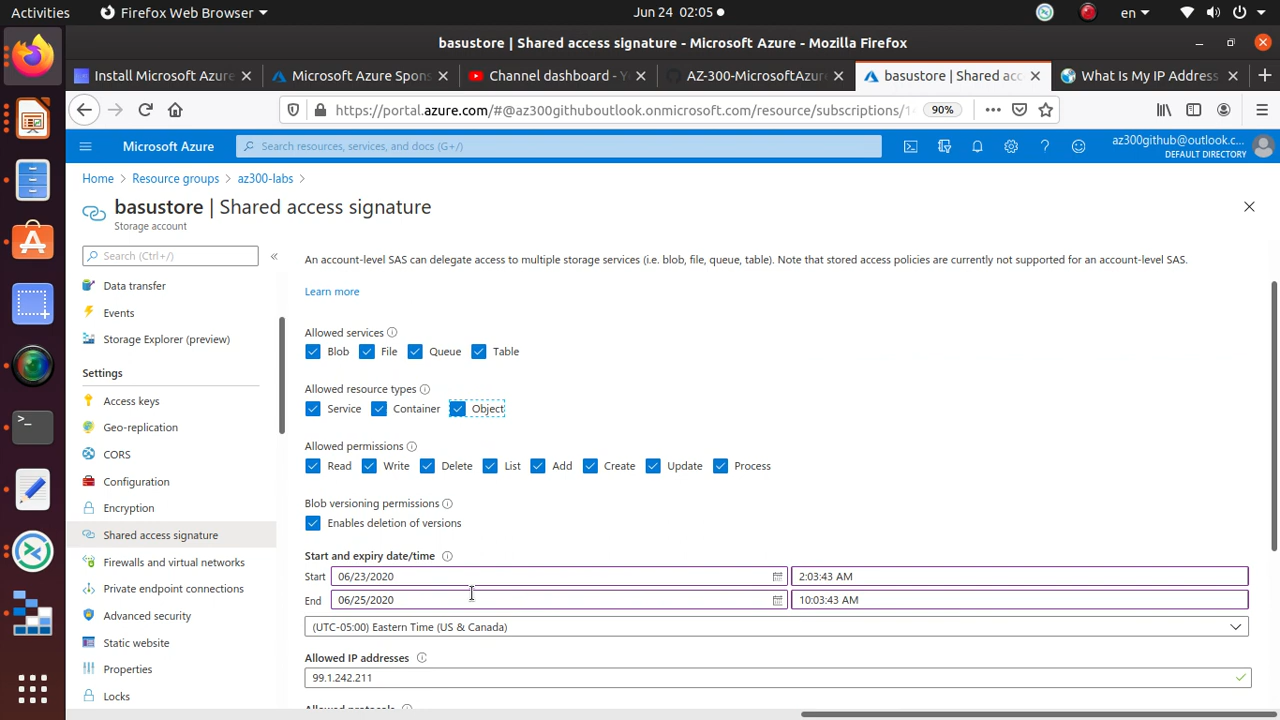 Activities
Firefox Web Browser
Jun 24 02:05
en
basustore | Shared access signature - Microsoft Azure - Mozilla Firefox
Install Microsoft Azure
Microsoft Azure Spons
Channel dashboard - Y
AZ-300-MicrosoftAzure
basustore | Shared acc
What Is My IP Address
https://portal.azure.com/#@az300githuboutlook.onmicrosoft.com/resource/subscriptions/1
90%
Microsoft Azure
Search resources, services, and docs (G+/)
az300github@outlook.c...
DEFAULT DIRECTORY
Home > Resource groups > az300-labs >
basustore | Shared access signature
Storage account
Search (Ctrl+/)
Data transfer
Events
Storage Explorer (preview)
Settings
Access keys
Geo-replication
CORS
Configuration
Encryption
Shared access signature
Firewalls and virtual networks
Private endpoint connections
Advanced security
Static website
Properties
Locks
An account-level SAS can delegate access to multiple storage services (i.e. blob, file, queue, table). Note that stored access policies are currently not supported for an account-level SAS.
Learn more
Allowed services
Blob File Queue Table
Allowed resource types
Service Container Object
Allowed permissions
Read Write Delete List Add Create Update Process
Blob versioning permissions
Enables deletion of versions
Start and expiry date/time
Start 06/23/2020 2:03:43 AM
End 06/25/2020 10:03:43 AM
(UTC-05:00) Eastern Time (US & Canada)
Allowed IP addresses
99.1.242.211
Allowed protocols